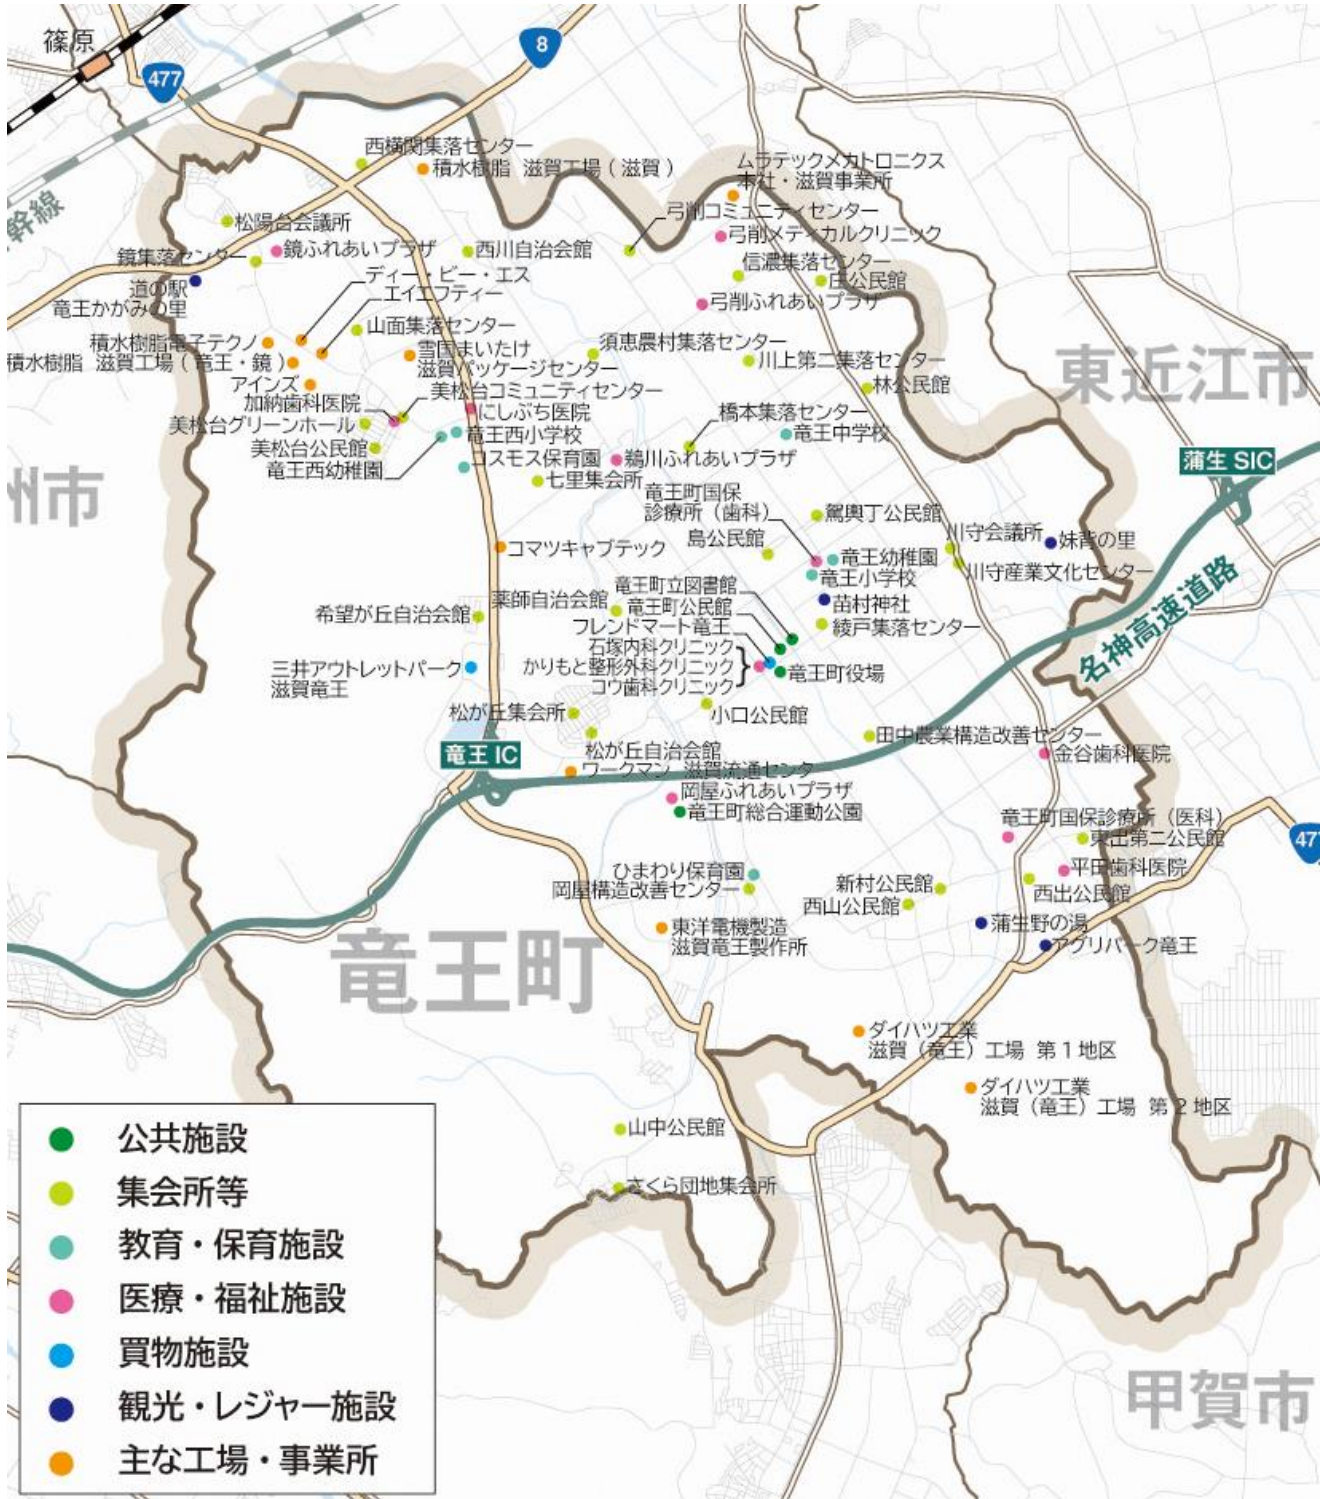 篠原
8
477
幹線
西横関集落センター
積水樹脂 滋賀工場（滋賀）
ムラテックメカトロニクス
本社・滋賀事業所
松陽台会議所
弓削コミュニティセンター
弓削メディカルクリニック
鏡集落センター
鏡ふれあいプラザ
西川自治会館
信濃集落センター
庄公民館
道の駅
竜王かがみの里
ディー・ビー・エス
エイエフティー
弓削ふれあいプラザ
積水樹脂電子テクノ
山面集落センター
須恵農村集落センター
積水樹脂 滋賀工場（竜王・鏡）
雪国まいたけ
滋賀パッケージセンター
川上第二集落センター
東近江市
アインズ
加納歯科医院
美松台コミュニティセンター
林公民館
美松台グリーンホール
にしぶち医院
橋本集落センター
美松台公民館
竜王西小学校
竜王中学校
竜王西幼稚園
コスモス保育園
鵜川ふれあいプラザ
蒲生 SIC
州市
七里集会所
竜王町国保
診療所（歯科）
駕輿丁公民館
コマツキャブテック
島公民館
川守会議所
妹背の里
竜王幼稚園
竜王小学校
川守産業文化センター
竜王町立図書館
薬師自治会館
竜王町公民館
苗村神社
希望が丘自治会館
フレンドマート竜王
綾戸集落センター
名神高速道路
石塚内科クリニック
かりもと整形外科クリニック
コウ歯科クリニック
三井アウトレットパーク
滋賀竜王
竜王町役場
松が丘集会所
小口公民館
竜王 IC
松が丘自治会館
田中農業構造改善センター
金谷歯科医院
ワークマン 滋賀流通センター
岡屋ふれあいプラザ
竜王町総合運動公園
竜王町国保診療所（医科）
東出第二公民館
477
ひまわり保育園
岡屋構造改善センター
新村公民館
西山公民館
平田歯科医院
西出公民館
東洋電機製造
滋賀竜王製作所
蒲生野の湯
アグリパーク竜王
竜王町
ダイハツ工業
滋賀（竜王）工場 第1地区
ダイハツ工業
滋賀（竜王）工場 第2地区
山中公民館
さくら団地集会所
甲賀市
公共施設
集会所等
教育・保育施設
医療・福祉施設
買物施設
観光・レジャー施設
主な工場・事業所